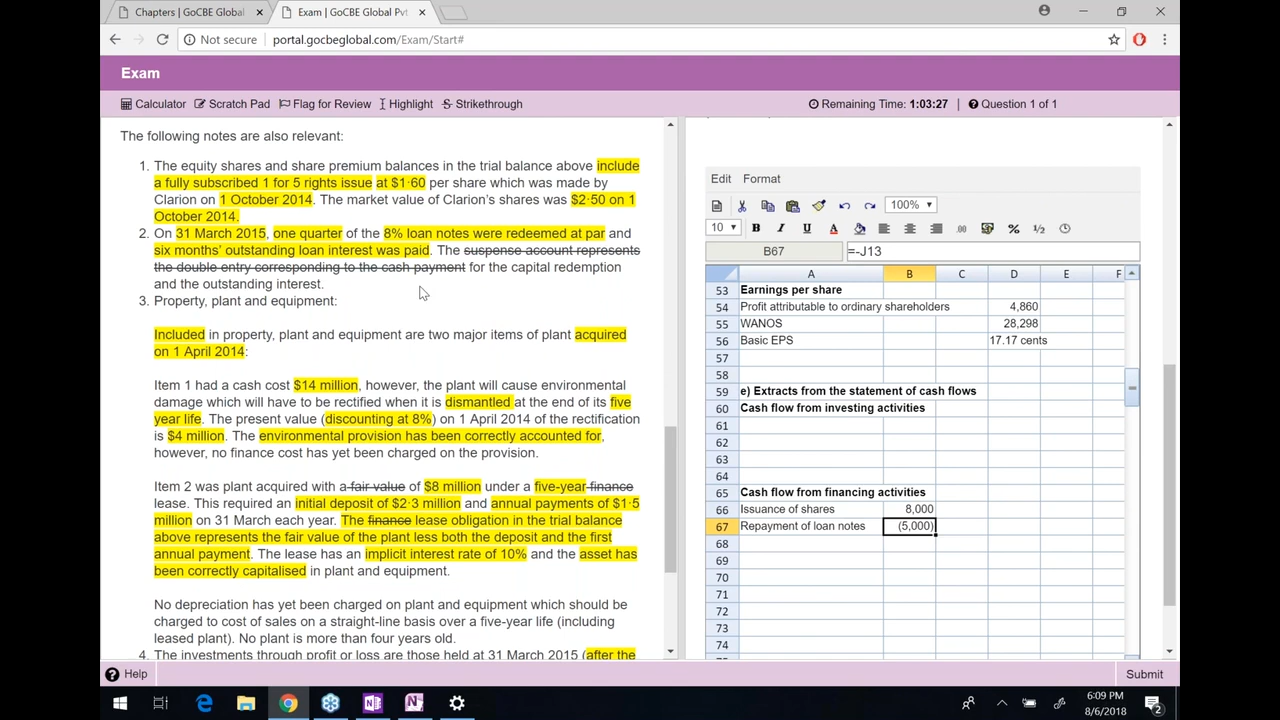 Chapters | GoCBE Global
Exam | GoCBE Global Pvt
Not secure
portal.gocbeglobal.com/Exam/Start#
Exam
Calculator
Scratch Pad
Flag for Review
Highlight
Strikethrough
Remaining Time: 1:03:27
Question 1 of 1
The following notes are also relevant:
1. The equity shares and share premium balances in the trial balance above include
a fully subscribed 1 for 5 rights issue at $1·60 per share which was made by
Clarion on 1 October 2014. The market value of Clarion's shares was $2·50 on 1
October 2014.
2. On 31 March 2015, one quarter of the 8% loan notes were redeemed at par and
six months' outstanding loan interest was paid. The suspense account represents
the double entry corresponding to the cash payment for the capital redemption
and the outstanding interest.
3. Property, plant and equipment:
Included in property, plant and equipment are two major items of plant acquired
on 1 April 2014:
Item 1 had a cash cost $14 million, however, the plant will cause environmental
damage which will have to be rectified when it is dismantled at the end of its five
year life. The present value (discounting at 8%) on 1 April 2014 of the rectification
is $4 million. The environmental provision has been correctly accounted for,
however, no finance cost has yet been charged on the provision.
Item 2 was plant acquired with a fair value of $8 million under a five-year finance
lease. This required an initial deposit of $2·3 million and annual payments of $1·5
million on 31 March each year. The finance lease obligation in the trial balance
above represents the fair value of the plant less both the deposit and the first
annual payment. The lease has an implicit interest rate of 10% and the asset has
been correctly capitalised in plant and equipment.
No depreciation has yet been charged on plant and equipment which should be
charged to cost of sales on a straight-line basis over a five-year life (including
leased plant). No plant is more than four years old.
4. The investments through profit or loss are those held at 31 March 2015 (after the
Edit Format
100%
10 B I U A .00 % ½
B67 =-J13
A B C D E F
53 Earnings per share
54 Profit attributable to ordinary shareholders 4,860
55 WANOS 28,298
56 Basic EPS 17.17 cents
57
58
59 e) Extracts from the statement of cash flows
60 Cash flow from investing activities
61
62
63
64
65 Cash flow from financing activities
66 Issuance of shares 8,000
67 Repayment of loan notes (5,000)
68
69
70
71
72
73
74
Help
Submit
6:09 PM
8/6/2018
2